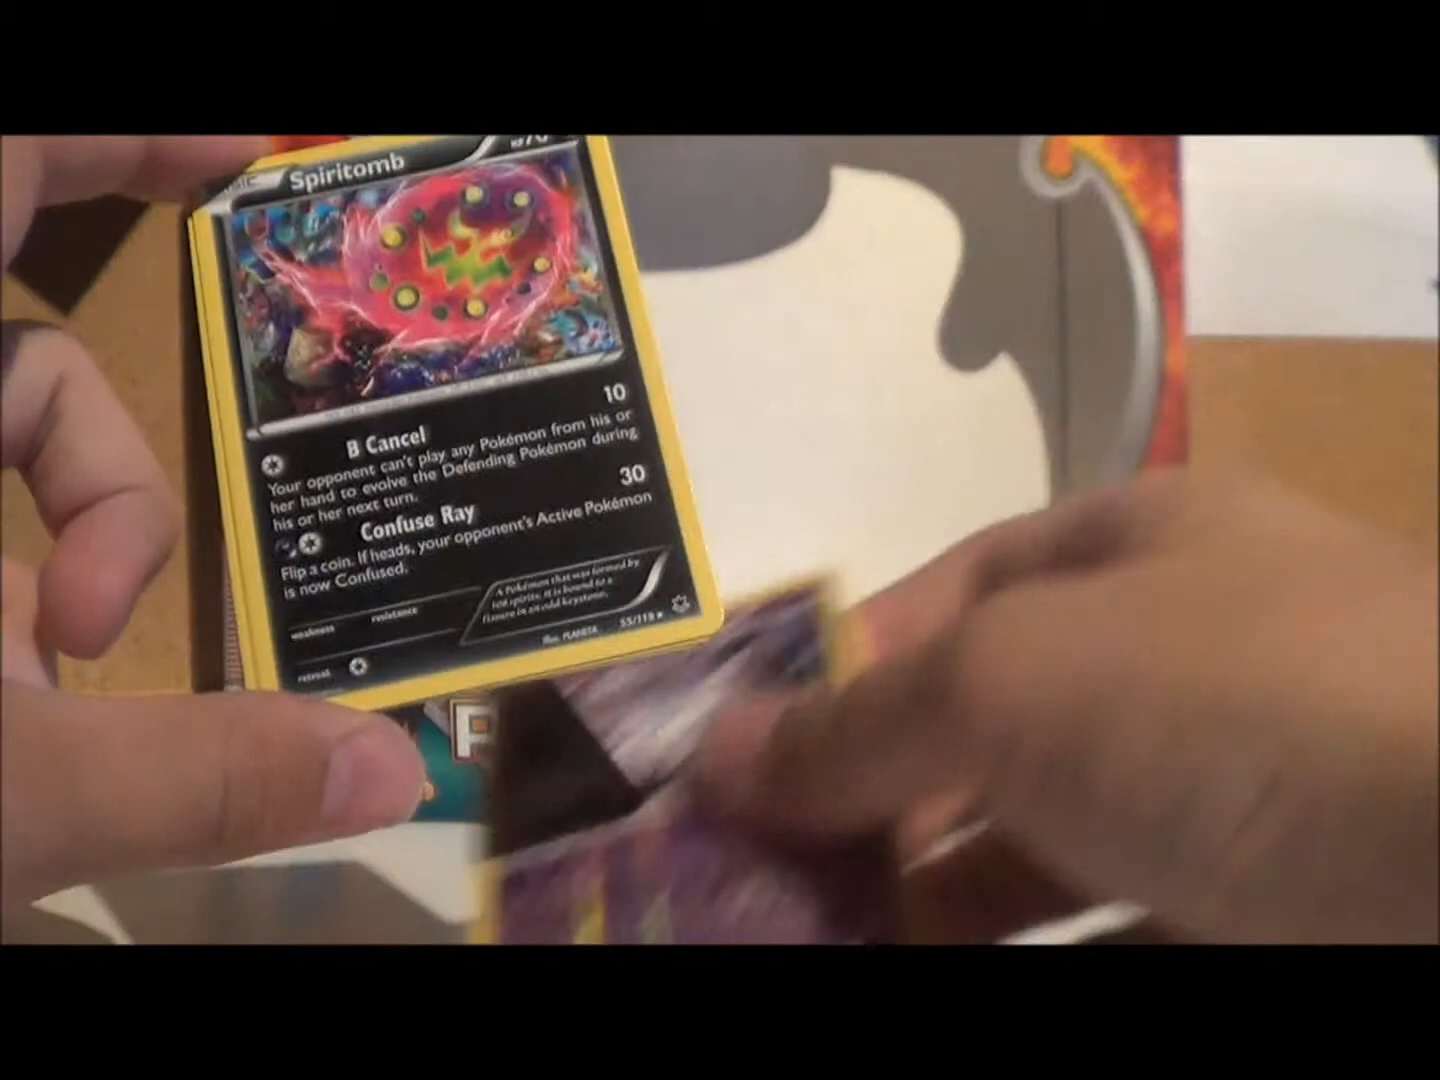 Spiritomb
HP70
B Cancel 10
Your opponent can't play any Pokémon from his or
her hand to evolve the Defending Pokémon during
his or her next turn.
Confuse Ray 30
Flip a coin. If heads, your opponent's Active Pokémon
is now Confused.
weakness resistance
A Pokémon that was formed by
108 spirits. It is bound to a
fissure in an odd keystone.
retreat
Illus. PLANETA 55/119